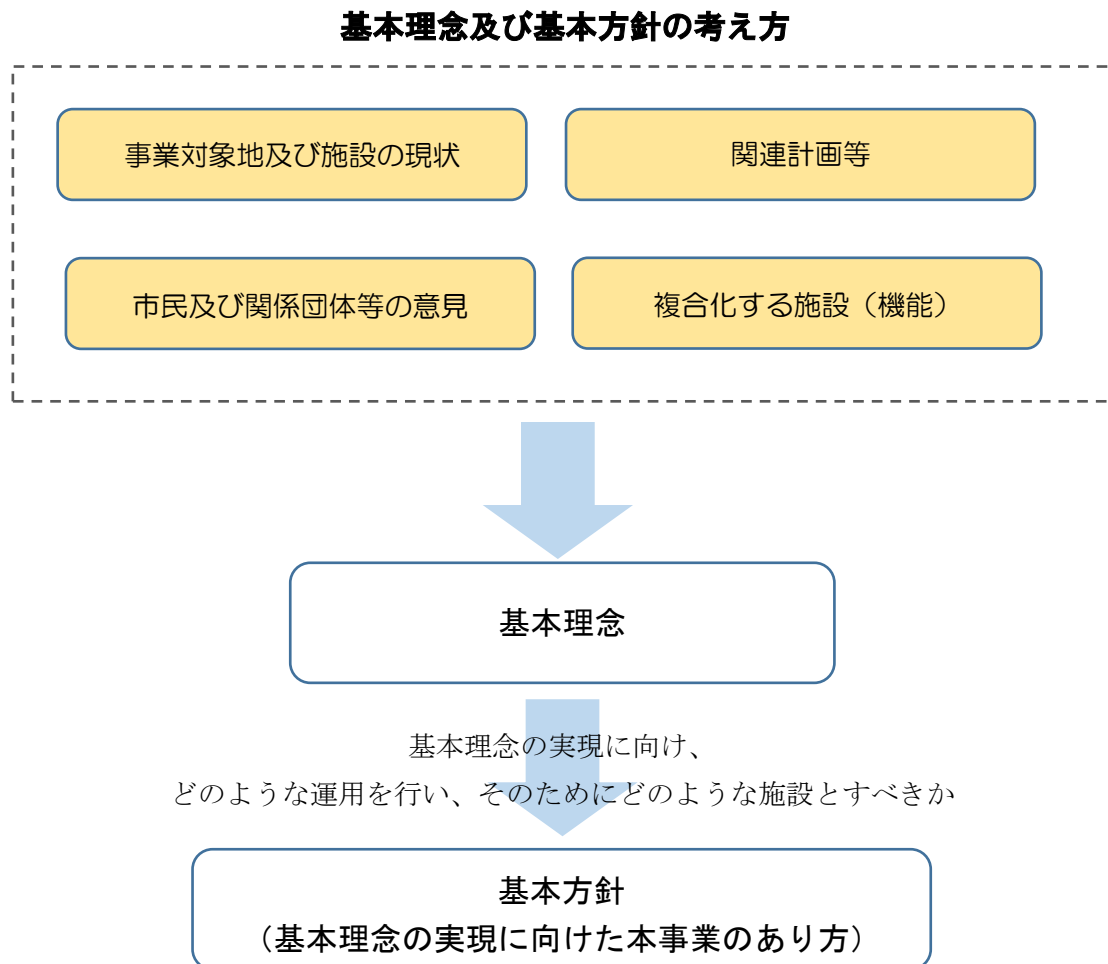 基本理念及び基本方針の考え方
事業対象地及び施設の現状
関連計画等
市民及び関係団体等の意見
複合化する施設（機能）
基本理念
基本理念の実現に向け、
どのような運用を行い、そのためにどのような施設とすべきか
基本方針
（基本理念の実現に向けた本事業のあり方）